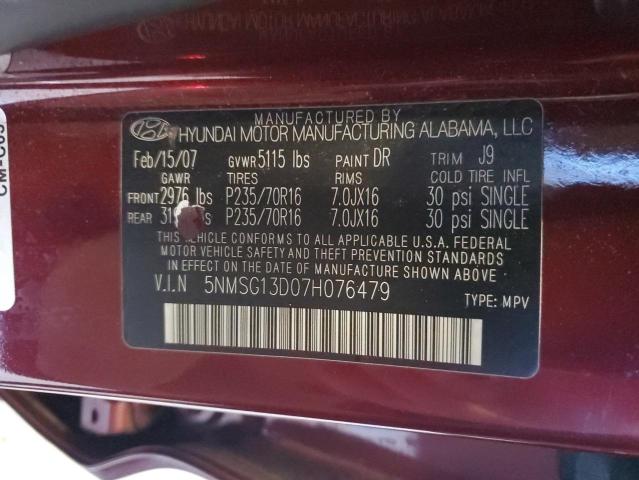 MANUFACTURED BY
HYUNDAI MOTOR MANUFACTURING ALABAMA, LLC
Feb/15/07 GVWR 5115 lbs PAINT DR TRIM J9
GAWR TIRES RIMS COLD TIRE INFL
FRONT 2976 lbs P235/70R16 7.0JX16 30 psi SINGLE
REAR P235/70R16 7.0JX16 30 psi SINGLE
THIS VEHICLE CONFORMS TO ALL APPLICABLE U.S.A. FEDERAL
MOTOR VEHICLE SAFETY AND THEFT PREVENTION STANDARDS
IN EFFECT ON THE DATE OF MANUFACTURE SHOWN ABOVE.
V.I.N 5NMSG13D07H076479 TYPE: MPV